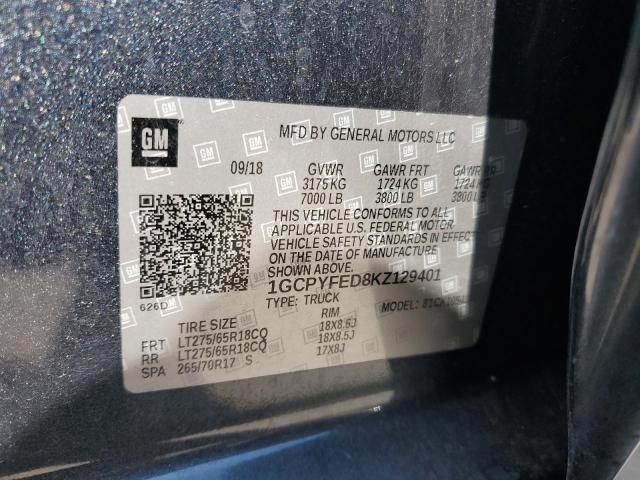 GM
MFD BY GENERAL MOTORS LLC
09/18 GVWR GAWR FRT GAWR RR
3175 KG 1724 KG 1724 KG
7000 LB 3800 LB 3800 LB
THIS VEHICLE CONFORMS TO ALL
APPLICABLE U.S. FEDERAL MOTOR
VEHICLE SAFETY STANDARDS IN EFFECT
ON THE DATE OF MANUFACTURE
SHOWN ABOVE.
1GCPYFED8KZ129401
626D
TYPE: TRUCK MODEL:
TIRE SIZE RIM
FRT LT275/65R18CQ 18X8.5J
RR LT275/65R18CQ 18X8.5J
SPA 265/70R17 S 17X8J